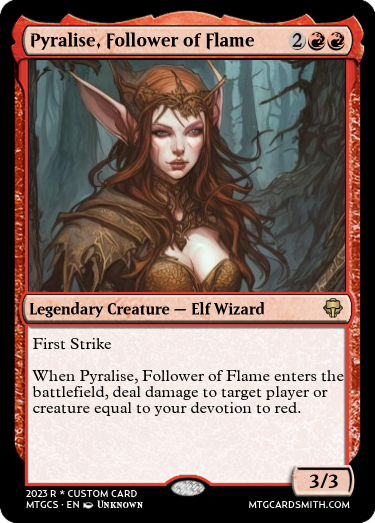 Pyralise, Follower of Flame 2
Legendary Creature — Elf Wizard
First Strike
When Pyralise, Follower of Flame enters the
battlefield, deal damage to target player or
creature equal to your devotion to red.
3/3
2023 R * CUSTOM CARD
MTGCS · EN Unknown
MTGCARDSMITH.COM